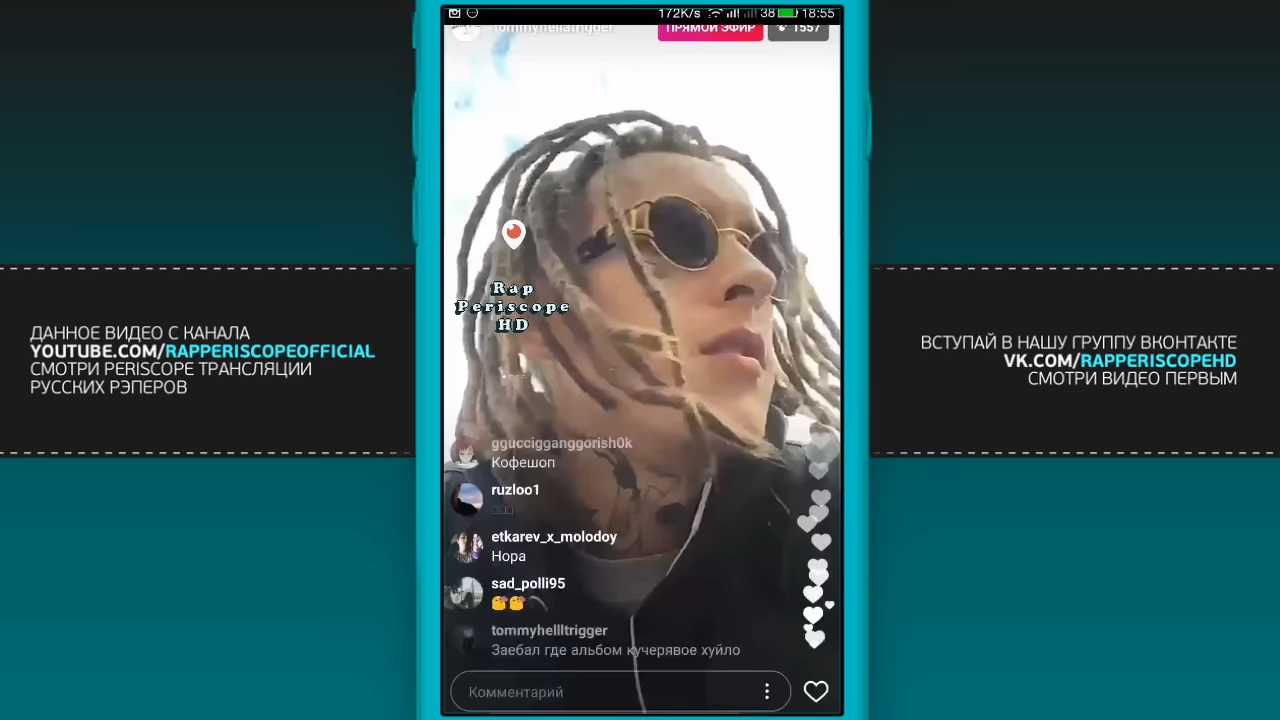 172K/s 38 18:55
tommyhellatrigger
ПРЯМОЙ ЭФИР
1557
Rap
Periscope
HD
ДАННОЕ ВИДЕО С КАНАЛА
YOUTUBE.COM/RAPPERISCOPEOFFICIAL
СМОТРИ PERISCOPE ТРАНСЛЯЦИИ
РУССКИХ РЭПЕРОВ
ВСТУПАЙ В НАШУ ГРУППУ ВКОНТАКТЕ
VK.COM/RAPPERISCOPEHD
СМОТРИ ВИДЕО ПЕРВЫМ
gguccigganggorish0k
Кофешоп
ruzloo1
etkarev_x_molodoy
Нора
sad_polli95
tommyhellltrigger
Заебал где альбом кучерявое хуйло
Комментарий